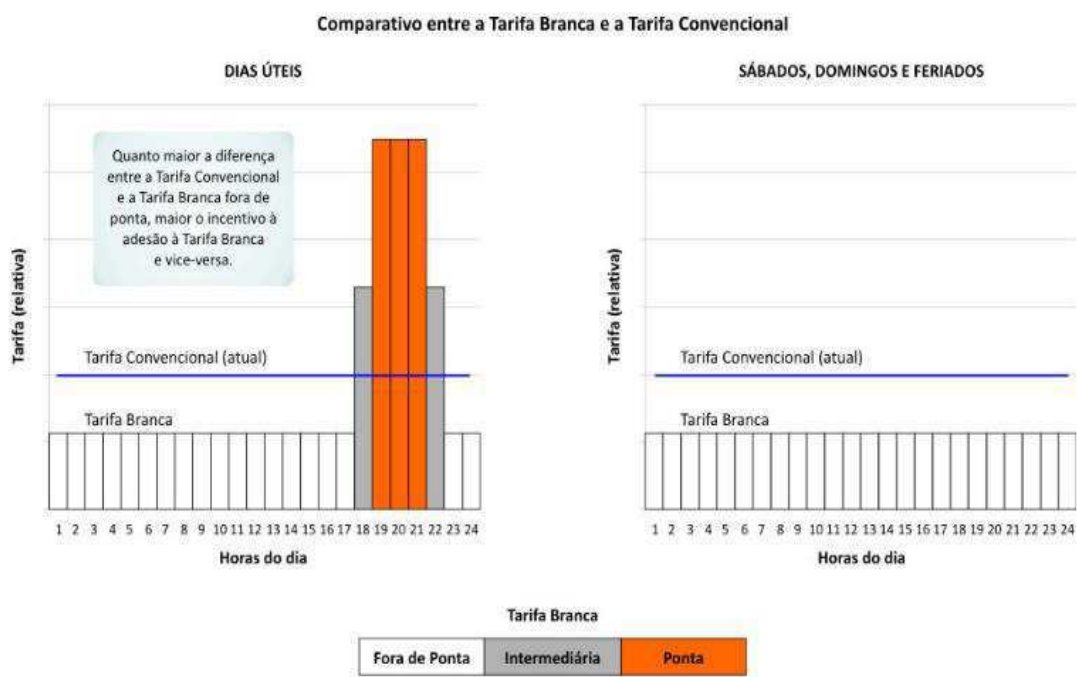 Comparativo entre a Tarifa Branca e a Tarifa Convencional
DIAS ÚTEIS
Tarifa (relativa)
Quanto maior a diferença
entre a Tarifa Convencional
e a Tarifa Branca fora de
ponta, maior o incentivo à
adesão à Tarifa Branca
e vice-versa.
Tarifa Convencional (atual)
Tarifa Branca
1 2 3 4 5 6 7 8 9 10 11 12 13 14 15 16 17 18 19 20 21 22 23 24
Horas do dia
SÁBADOS, DOMINGOS E FERIADOS
Tarifa (relativa)
Tarifa Convencional (atual)
Tarifa Branca
1 2 3 4 5 6 7 8 9 10 11 12 13 14 15 16 17 18 19 20 21 22 23 24
Horas do dia
Tarifa Branca
Fora de Ponta Intermediária Ponta